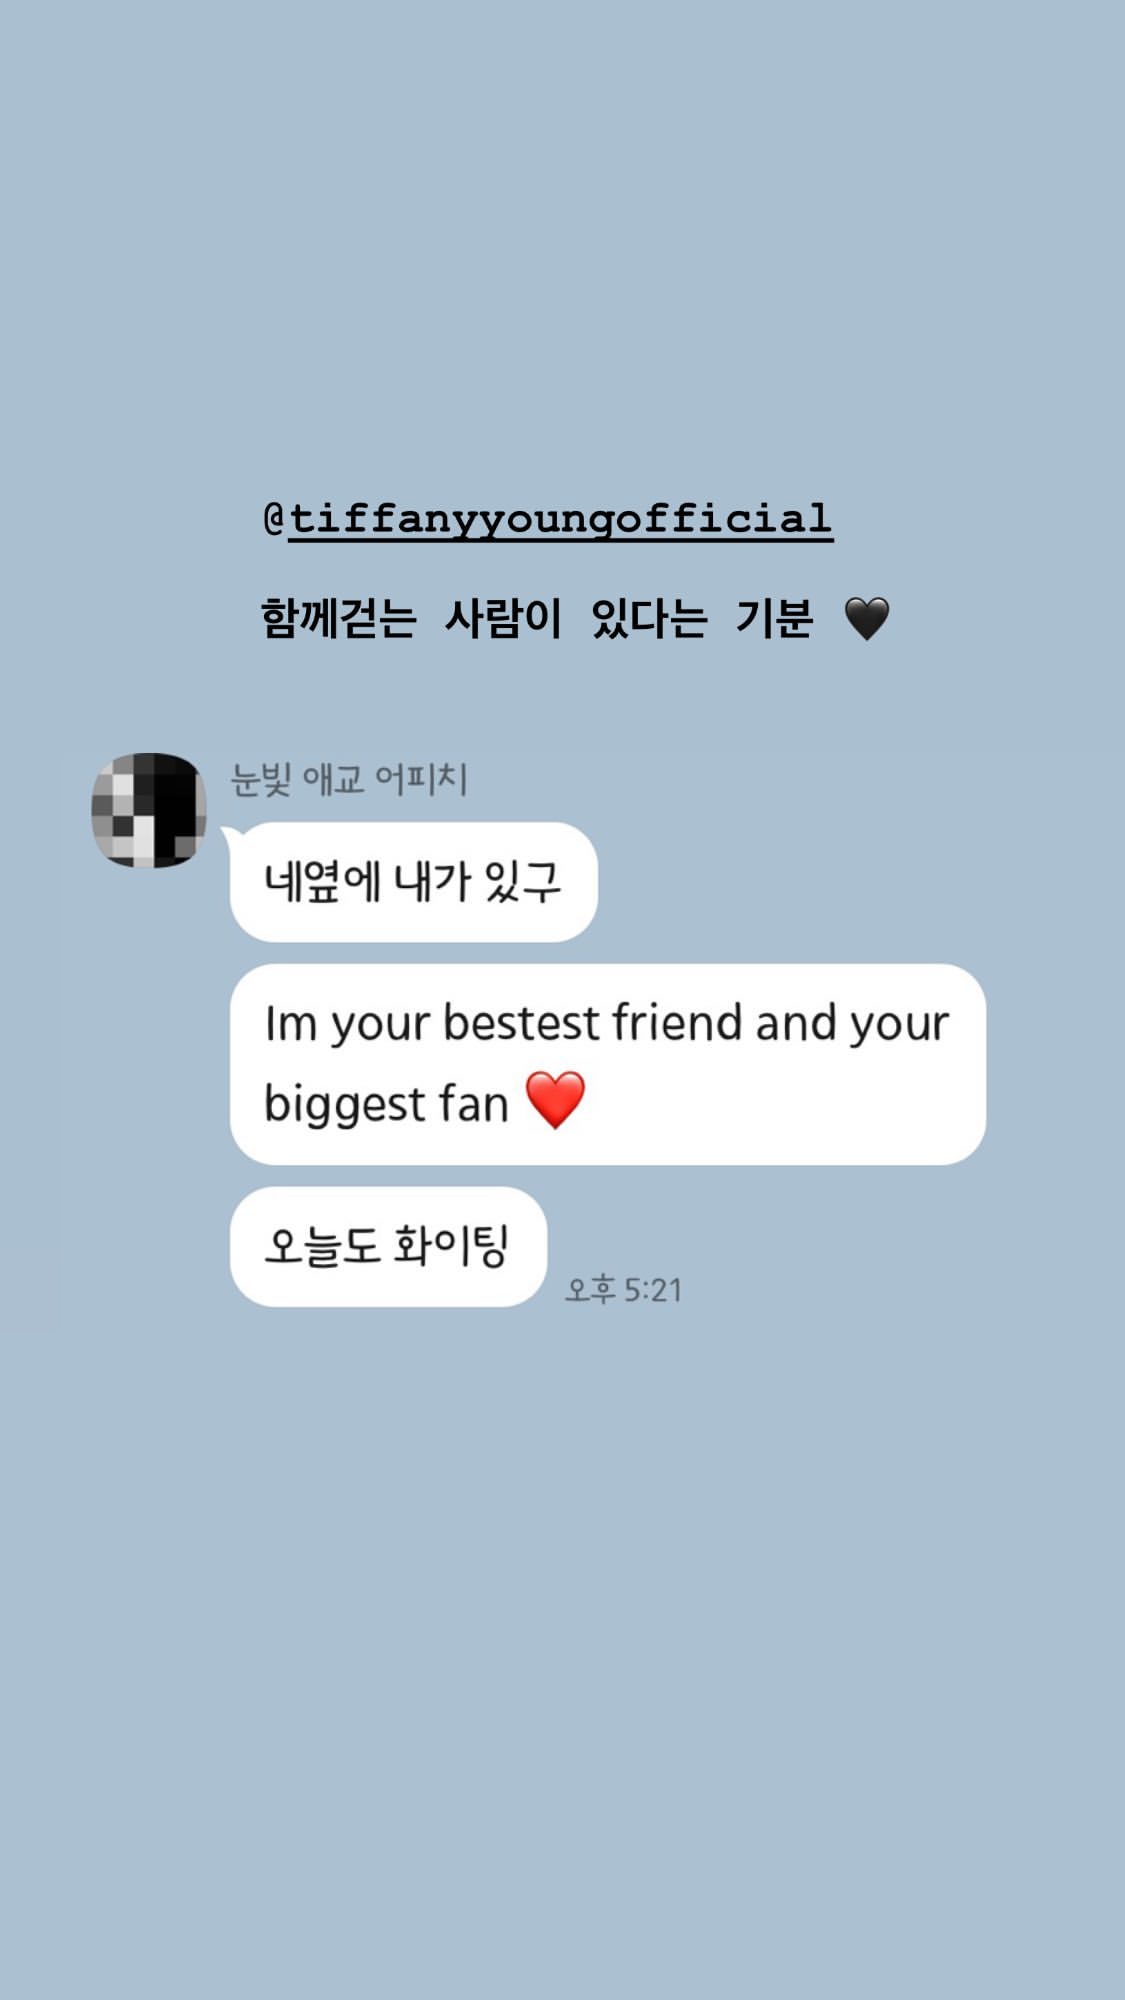 @tiffanyyoungofficial
함께걷는 사람이 있다는 기분 🖤
눈빛 애교 어피치
네옆에 내가 있구
Im your bestest friend and your
biggest fan ❤️
오늘도 화이팅
오후 5:21